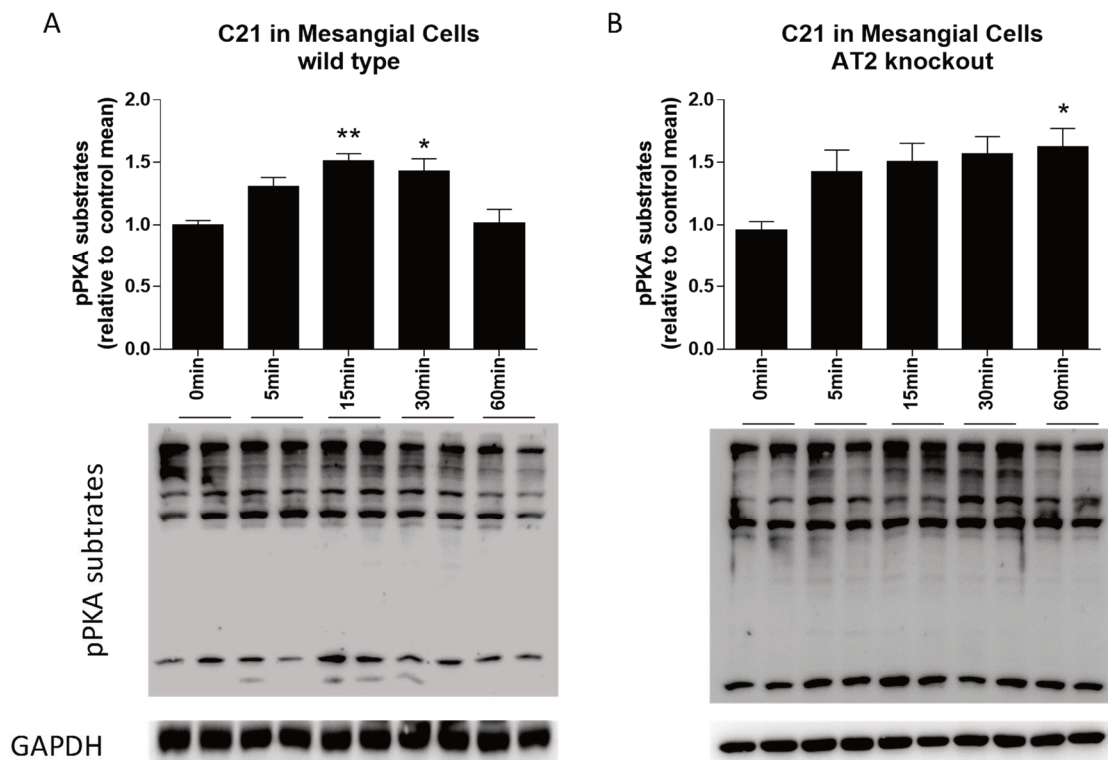 A
C21 in Mesangial Cells
wild type
pPKA substrates
(relative to control mean)
2.0
1.5
1.0
0.5
0.0
**
*
0min
5min
15min
30min
60min
B
C21 in Mesangial Cells
AT2 knockout
pPKA substrates
(relative to control mean)
2.0
1.5
1.0
0.5
0.0
*
0min
5min
15min
30min
60min
pPKA subtrates
GAPDH